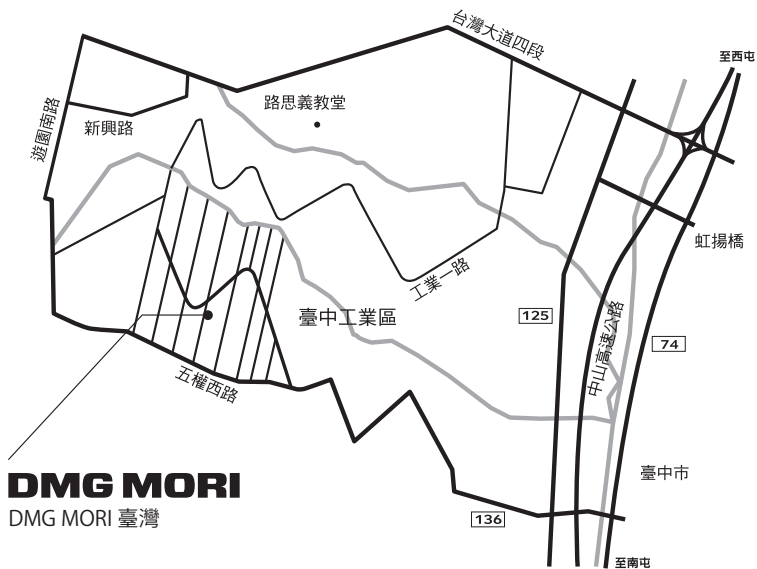 台灣大道四段
至西屯
路思義教堂
遊園南路
新興路
虹揚橋
工業一路
臺中工業區
125
中山高速公路
74
五權西路
臺中市
DMG MORI
DMG MORI 臺灣
136
至南屯